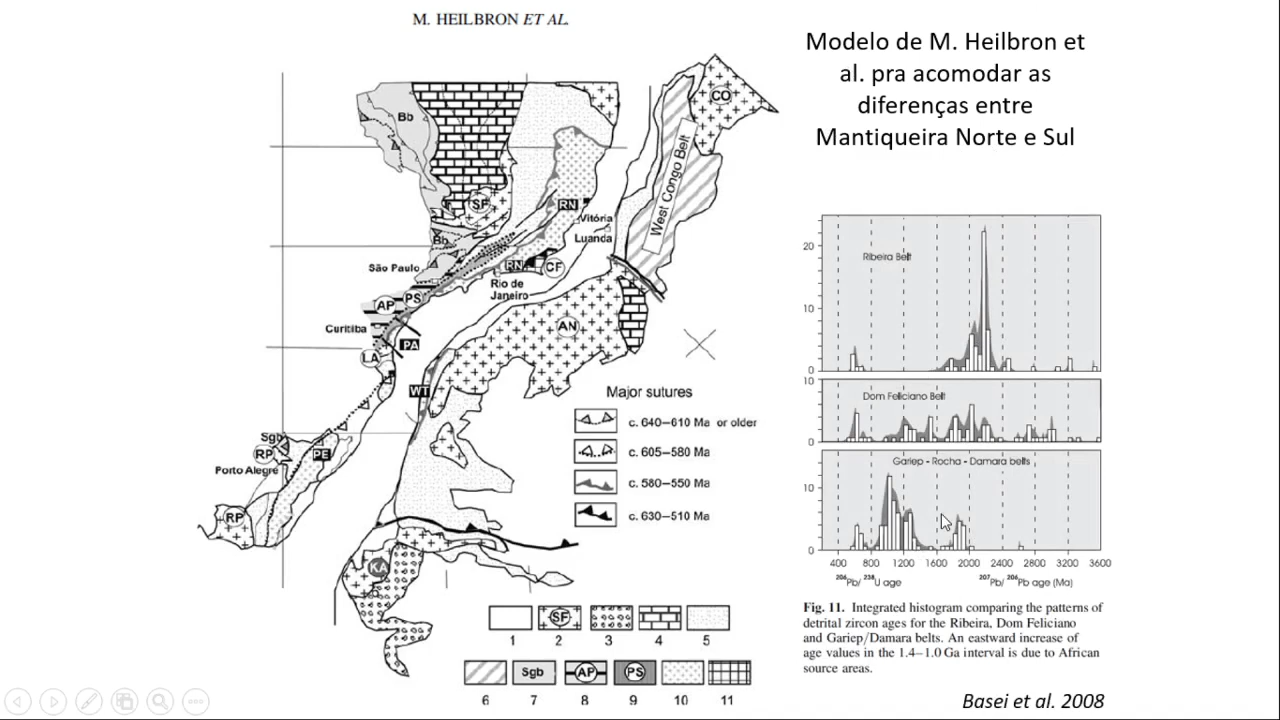 M. HEILBRON ET AL.
Modelo de M. Heilbron et
al. pra acomodar as
diferenças entre
Mantiqueira Norte e Sul
CO
Bb
West Congo Belt
SF
RN
Vitória
Luanda
Bb
São Paulo
RN
CF
Rio de
Janeiro
AP
PS
Curitiba
AN
PA
LA
WT
Sgb
RP
PE
Porto Alegre
RP
KA
Major sutures
c. 640–610 Ma or older
c. 605–580 Ma
c. 580–550 Ma
c. 630–510 Ma
SF
1 2 3 4 5
Sgb AP PS
6 7 8 9 10 11
20
Ribeira Belt
10
0
10
Dom Feliciano Belt
0
Gariep - Rocha - Damara belts
10
0
400 800 1200 1600 2000 2400 2800 3200 3600
206Pb/ 238U age 207Pb/ 206Pb age (Ma)
Fig. 11. Integrated histogram comparing the patterns of
detrital zircon ages for the Ribeira, Dom Feliciano
and Gariep/Damara belts. An eastward increase of
age values in the 1.4–1.0 Ga interval is due to African
source areas.
Basei et al. 2008